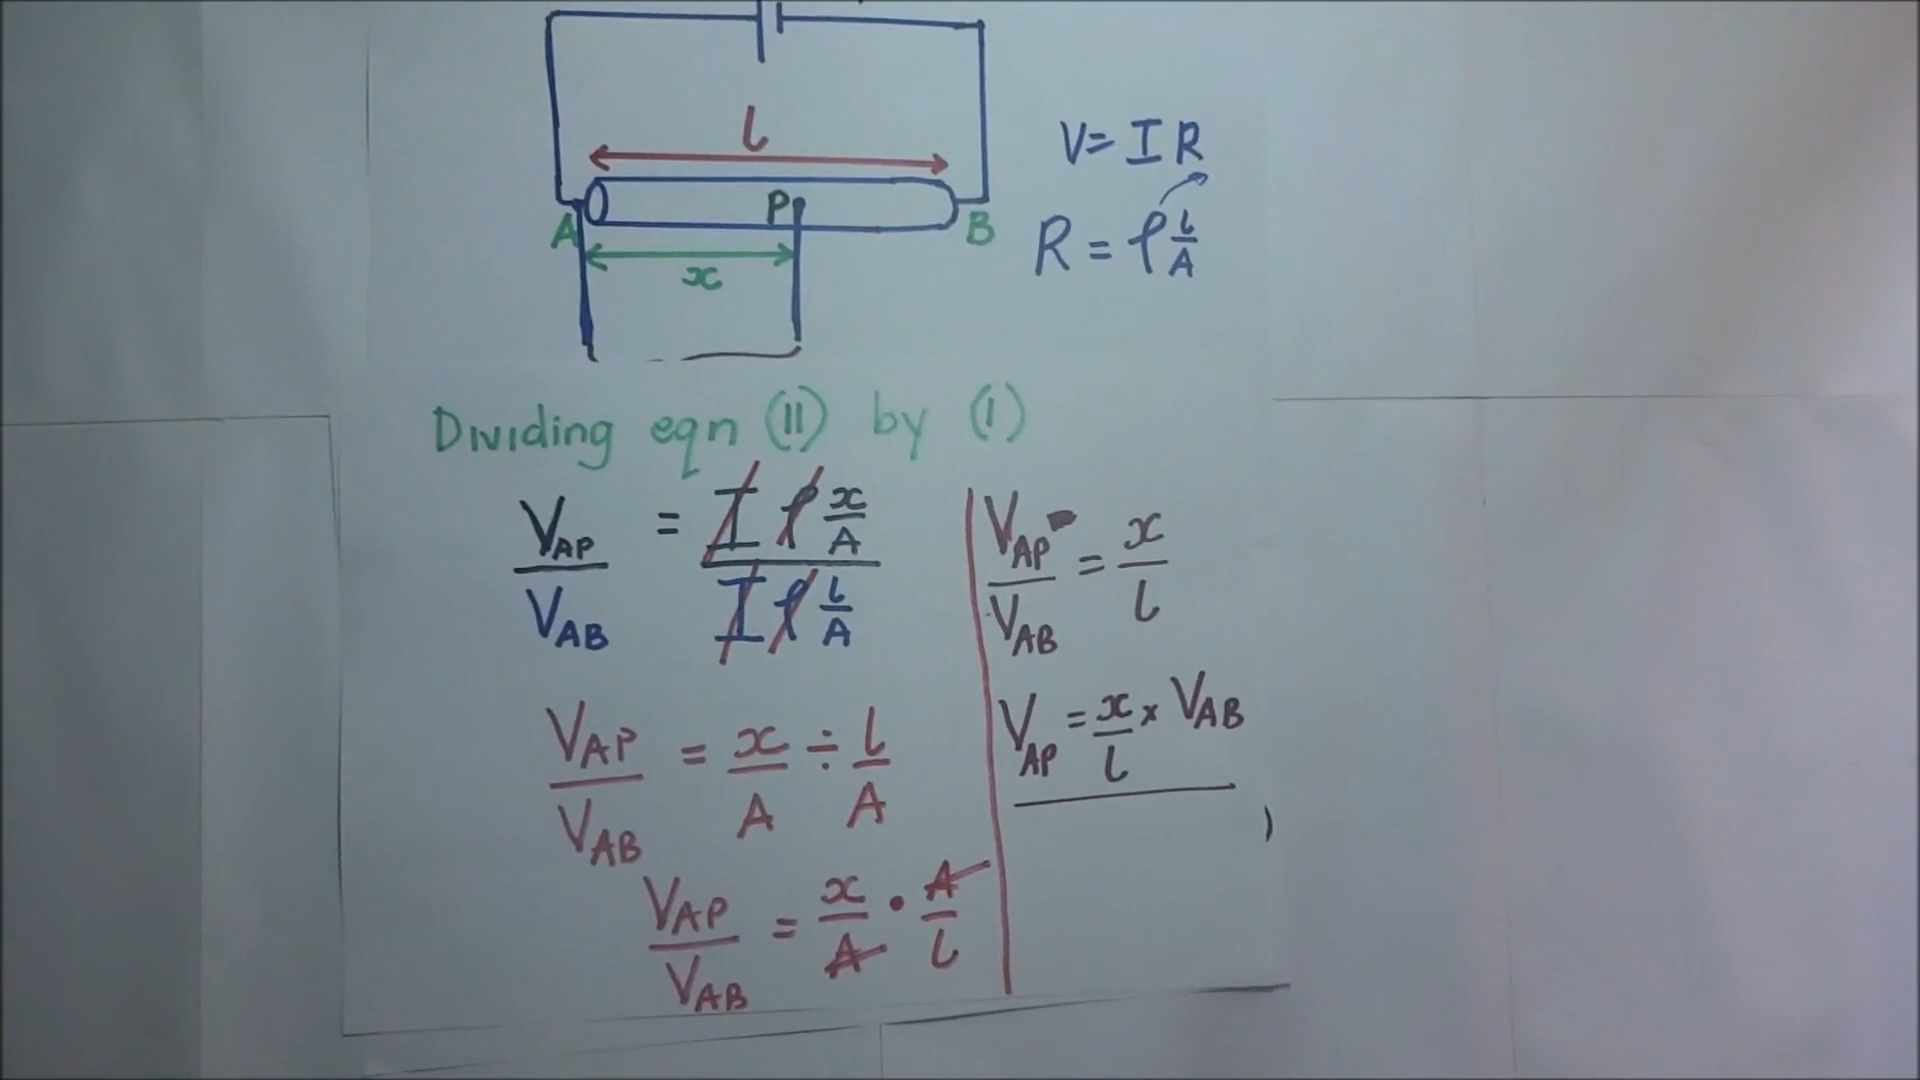 l
A P B
x
V = I R
R = ρ l/A
Dividing eqn (II) by (I)
V_AP/V_AB = I ρ x/A / I ρ l/A
V_AP/V_AB = x/A ÷ l/A
V_AP/V_AB = x/A • A/l
V_AP/V_AB = x/l
V_AP = x/l × V_AB